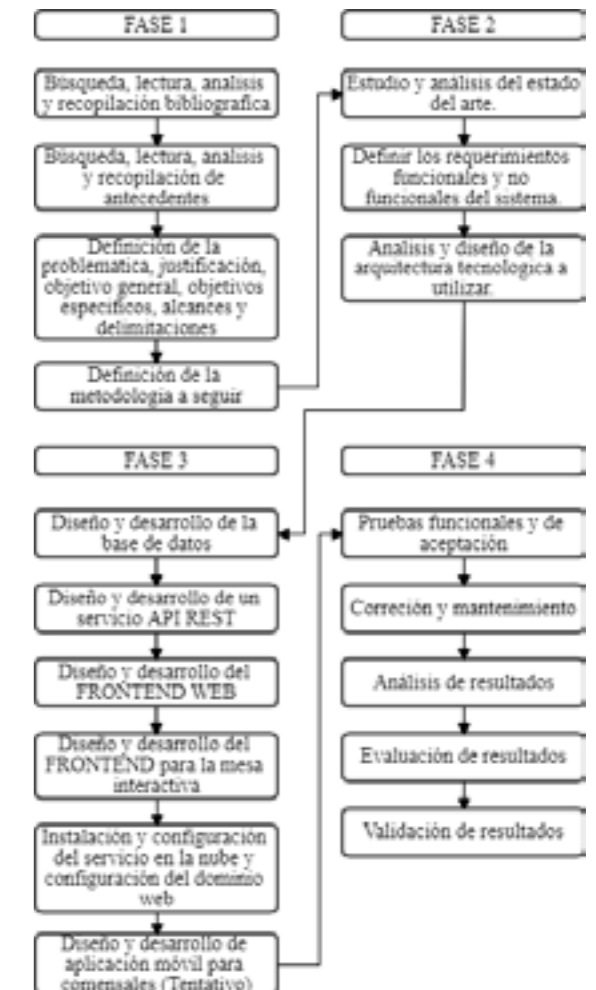 FASE 1
Búsqueda, lectura, analisis
y recopilación bibliografica
Búsqueda, lectura, analisis
y recopilación de
antecedentes
Definición de la
problematica, justificación,
objetivo general, objetivos
especificos, alcances y
delimitaciones
Definición de la
metodologia a seguir
FASE 2
Estudio y análisis del estado
del arte.
Definir los requerimientos
funcionales y no
funcionales del sistema.
Analisis y diseño de la
arquitectura tecnologica a
utilizar.
FASE 3
Diseño y desarrollo de la
base de datos
Diseño y desarrollo de un
servicio API REST
Diseño y desarrollo del
FRONTEND WEB
Diseño y desarrollo del
FRONTEND para la mesa
interactiva
Instalación y configuración
del servicio en la nube y
configuración del dominio
web
Diseño y desarrollo de
aplicación móvil para
comensales (Tentativo)
FASE 4
Pruebas funcionales y de
aceptación
Correción y mantenimiento
Análisis de resultados
Evaluación de resultados
Validación de resultados